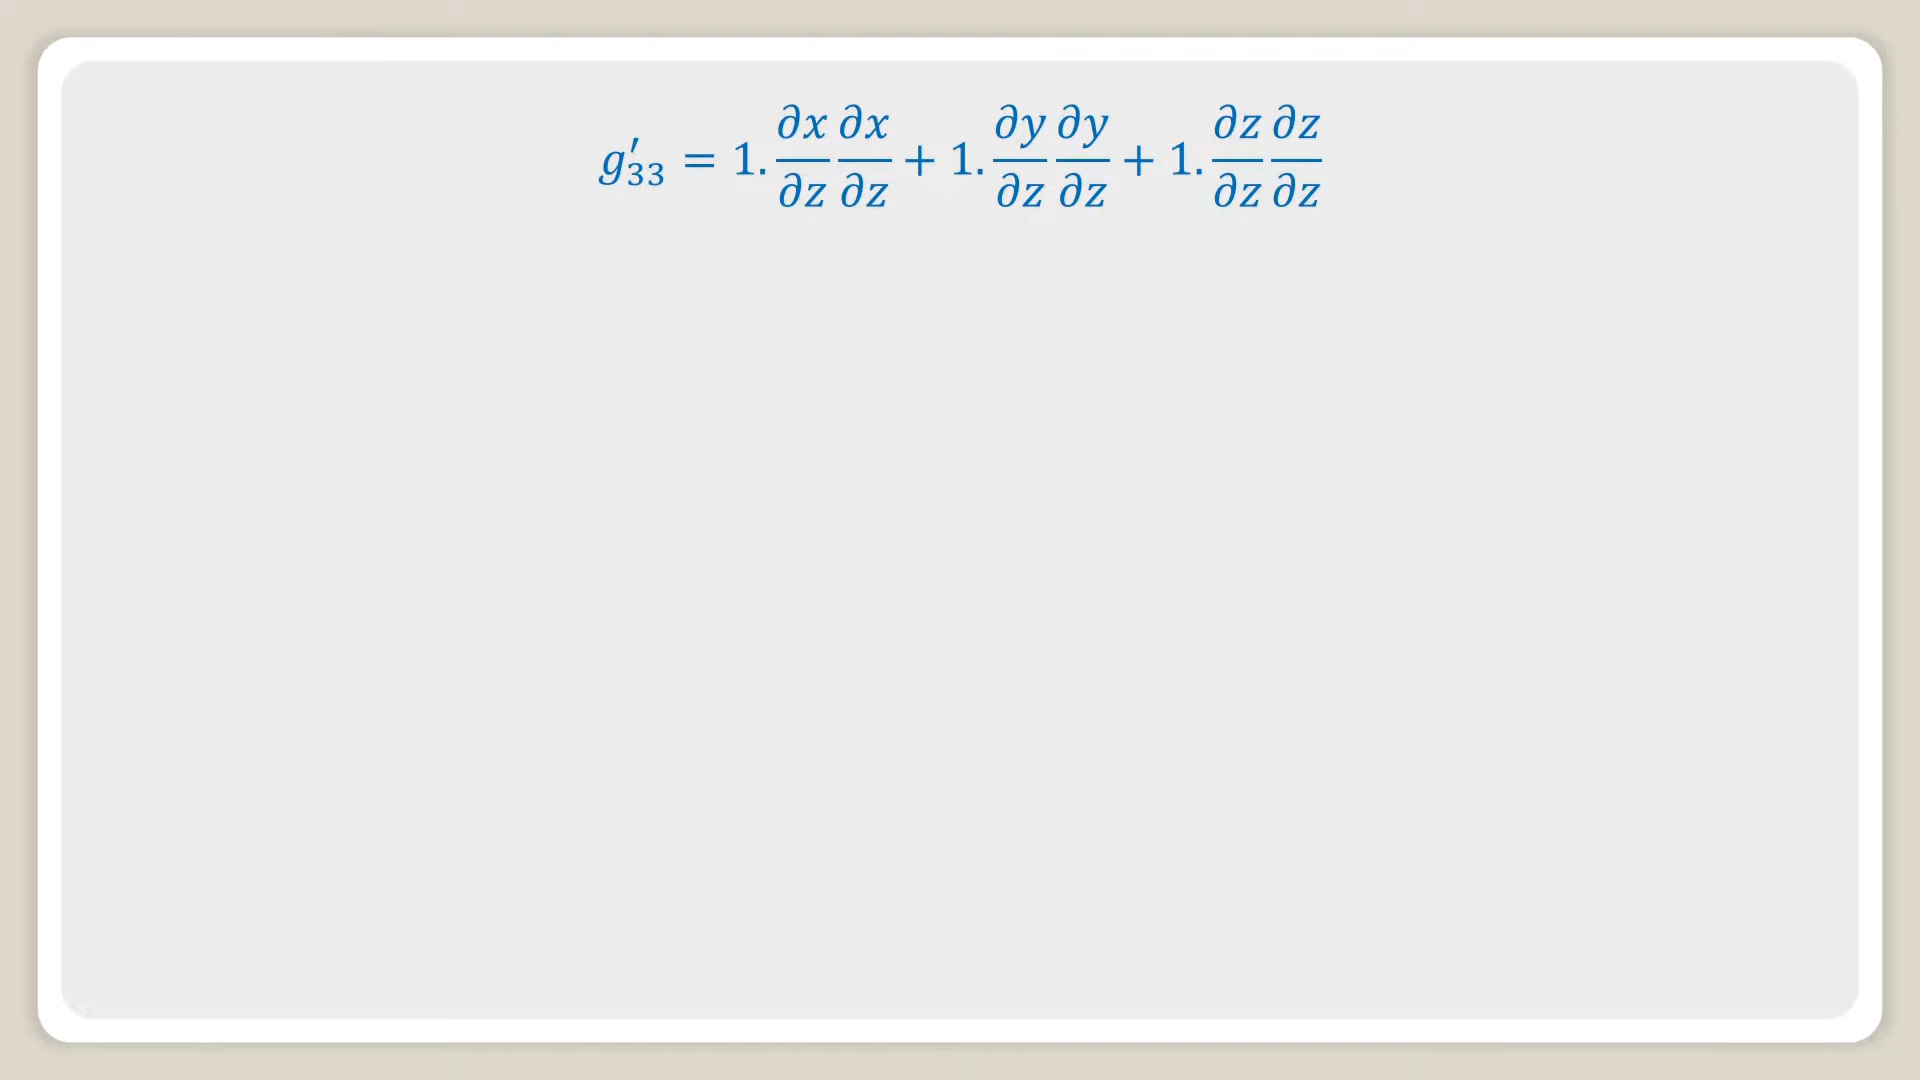 g′₃₃ = 1. ∂x/∂z ∂x/∂z + 1. ∂y/∂z ∂y/∂z + 1. ∂z/∂z ∂z/∂z